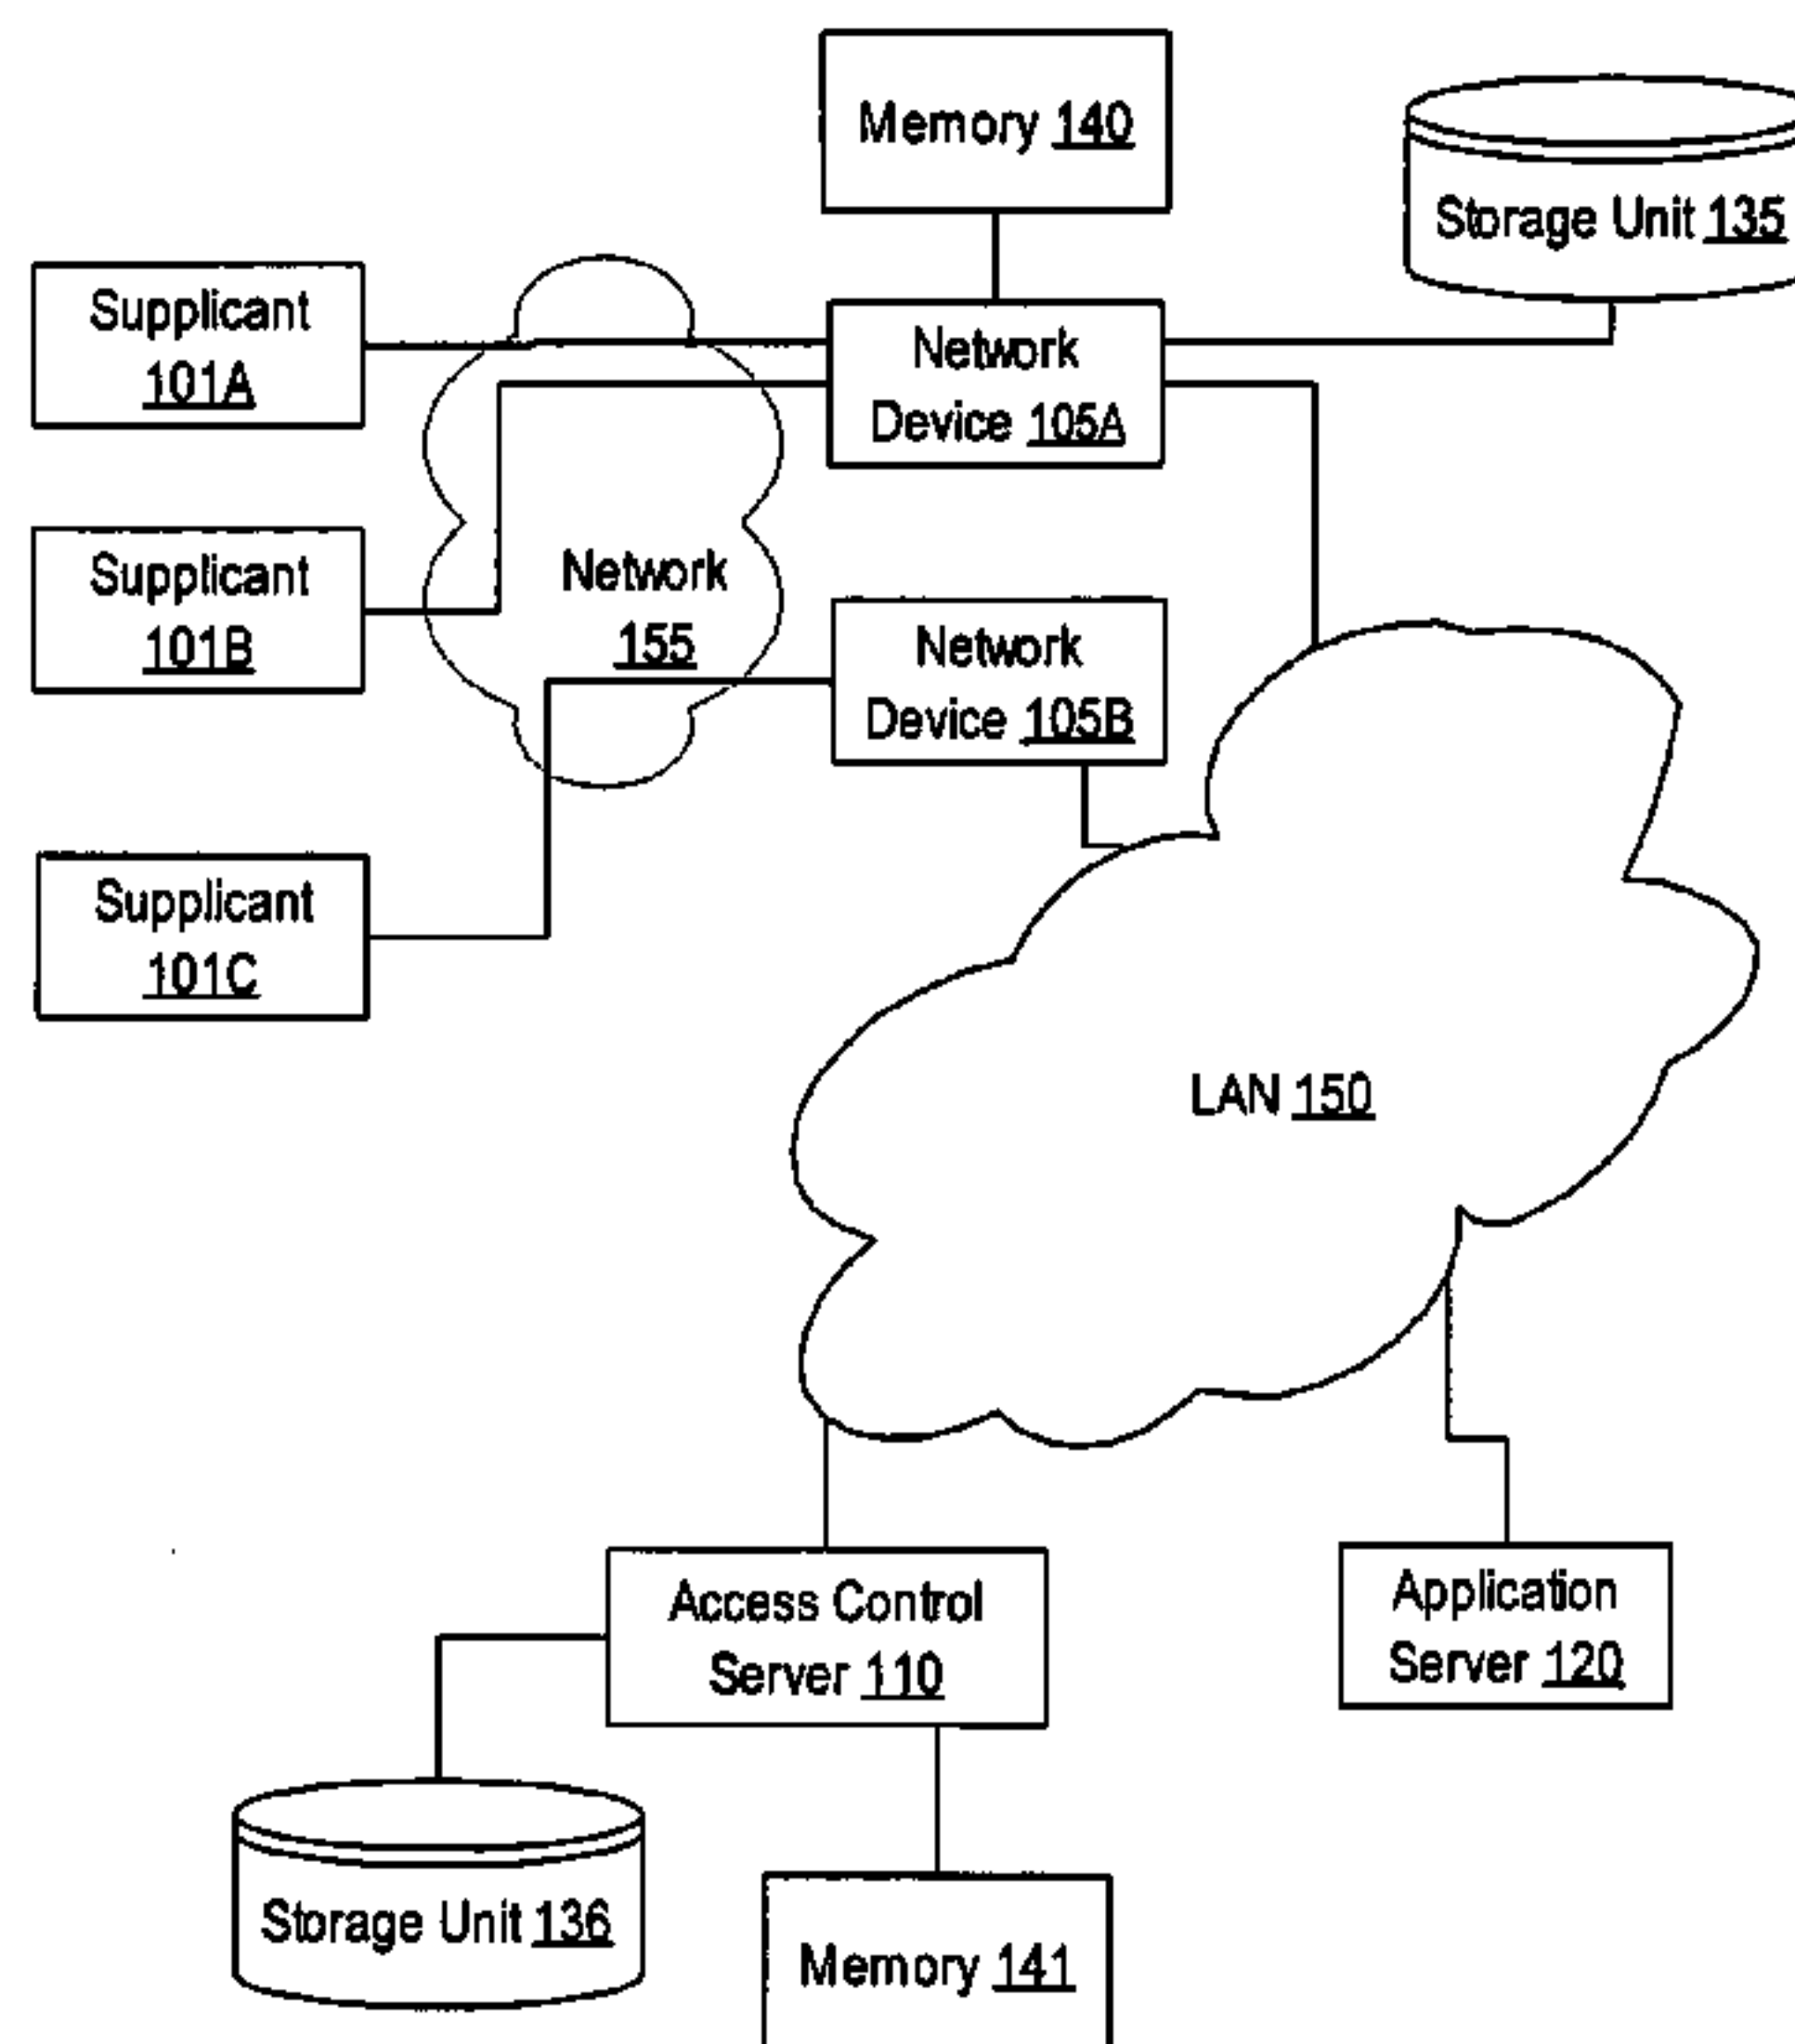 Memory 140
Storage Unit 135
Supplicant
101A
Network
Device 105A
Supplicant
101B
Network
155
Network
Device 105B
Supplicant
101C
LAN 150
Access Control
Server 110
Application
Server 120
Storage Unit 136
Memory 141